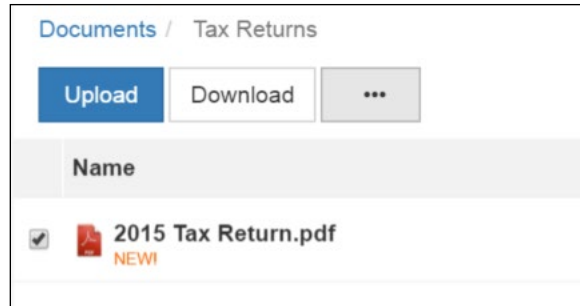 Documents / Tax Returns
Upload Download •••
Name
2015 Tax Return.pdf
NEW!